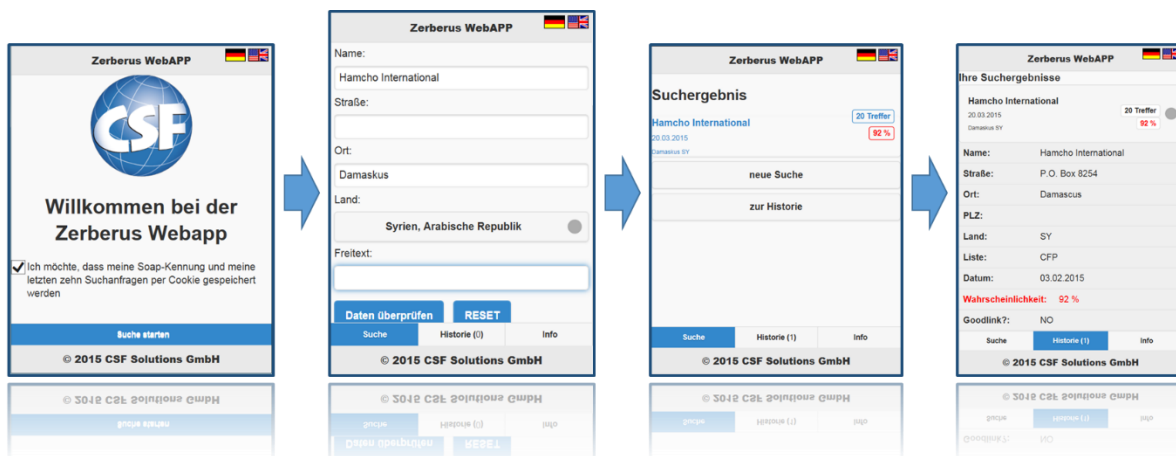 Zerberus WebAPP
CSF
Willkommen bei der
Zerberus Webapp
Ich möchte, dass meine Soap-Kennung und meine
letzten zehn Suchanfragen per Cookie gespeichert
werden
Suche starten
© 2015 CSF Solutions GmbH
Zerberus WebAPP
Name:
Hamcho International
Straße:
Ort:
Damaskus
Land:
Syrien, Arabische Republik
Freitext:
Daten überprüfen RESET
Suche Historie (0) Info
© 2015 CSF Solutions GmbH
Zerberus WebAPP
Suchergebnis
Hamcho International 20 Treffer
20.03.2015 92 %
Damaskus SY
neue Suche
zur Historie
Suche Historie (1) Info
© 2015 CSF Solutions GmbH
Zerberus WebAPP
Ihre Suchergebnisse
Hamcho International
20.03.2015 20 Treffer
Damaskus SY 92 %
Name: Hamcho International
Straße: P.O. Box 8254
Ort: Damascus
PLZ:
Land: SY
Liste: CFP
Datum: 03.02.2015
Wahrscheinlichkeit: 92 %
Goodlink?: NO
Suche Historie (1) Info
© 2015 CSF Solutions GmbH